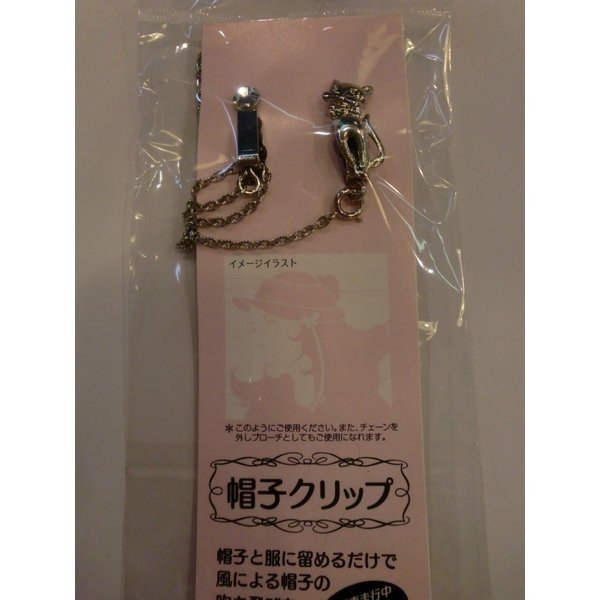 イメージイラスト
＊このようにご使用ください。また、チェーンを
外しブローチとしてもご使用になれます。
帽子クリップ
帽子と服に留めるだけで
風による帽子の